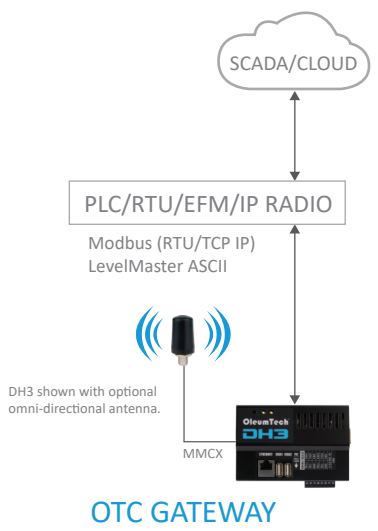 SCADA/CLOUD
PLC/RTU/EFM/IP RADIO
Modbus (RTU/TCP IP)
LevelMaster ASCII
DH3 shown with optional
omni-directional antenna.
MMCX
OleumTech
DH3
OTC GATEWAY